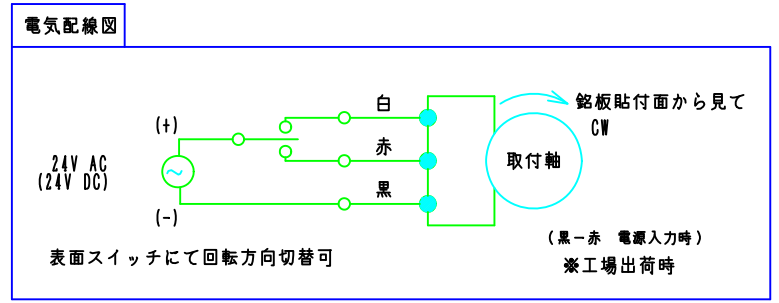 電気配線図
白
銘板貼付面から見て
CW
(+)
赤
24V AC
(24V DC)
~
取付軸
黒
(-)
(黒-赤 電源入力時)
表面スイッチにて回転方向切替可
※工場出荷時